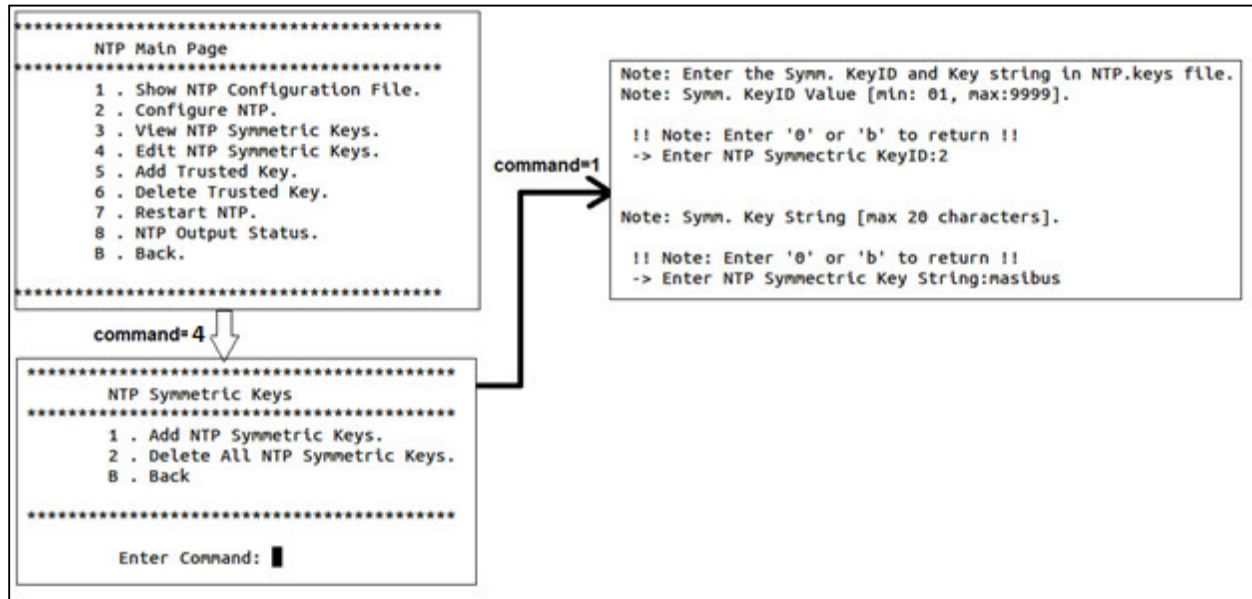 ******************************************
NTP Main Page
******************************************
1 . Show NTP Configuration File.
2 . Configure NTP.
3 . View NTP Symmetric Keys.
4 . Edit NTP Symmetric Keys.
5 . Add Trusted Key.
6 . Delete Trusted Key.
7 . Restart NTP.
8 . NTP Output Status.
B . Back.
******************************************
command= 4
******************************************
NTP Symmetric Keys
******************************************
1 . Add NTP Symmetric Keys.
2 . Delete All NTP Symmetric Keys.
B . Back
******************************************
Enter Command:
command=1
Note: Enter the Symm. KeyID and Key string in NTP.keys file.
Note: Symm. KeyID Value [min: 01, max:9999].
!! Note: Enter '0' or 'b' to return !!
-> Enter NTP Symmectric KeyID:2
Note: Symm. Key String [max 20 characters].
!! Note: Enter '0' or 'b' to return !!
-> Enter NTP Symmectric Key String:masibus